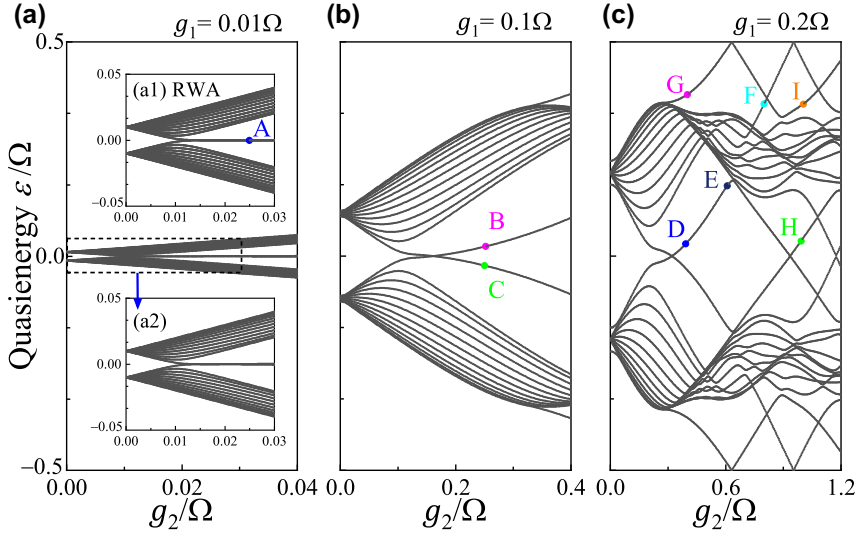 (a)
g1 = 0.01Ω
(b)
g1 = 0.1Ω
(c)
g1 = 0.2Ω
Quasienergy ε/Ω
0.5
0.0
−0.5
0.00
0.02
0.04
g2/Ω
0.05
0.00
−0.05
(a1) RWA
A
0.00
0.01
0.02
0.03
0.05
0.00
−0.05
(a2)
0.00
0.01
0.02
0.03
B
C
0.0
0.2
0.4
g2/Ω
G
F
I
E
D
H
0.0
0.6
1.2
g2/Ω